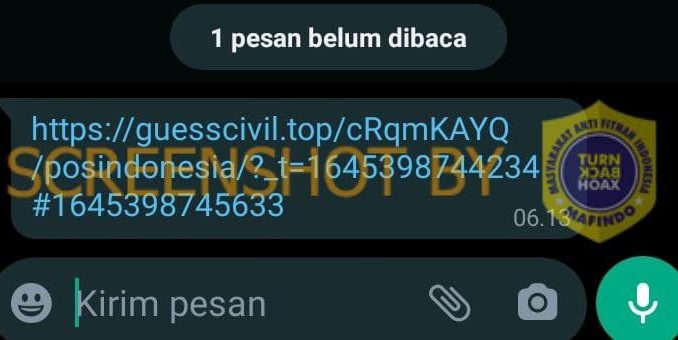 1 pesan belum dibaca
https://guesscivil.top/cRqmKAYQ
/posindonesia/?_t=1645398744234
#1645398745633
06.13
SCREENSHOT BY
MASYARAKAT ANTI FITNAH INDONESIA
TURN
BACK
HOAX
MAFINDO
Kirim pesan